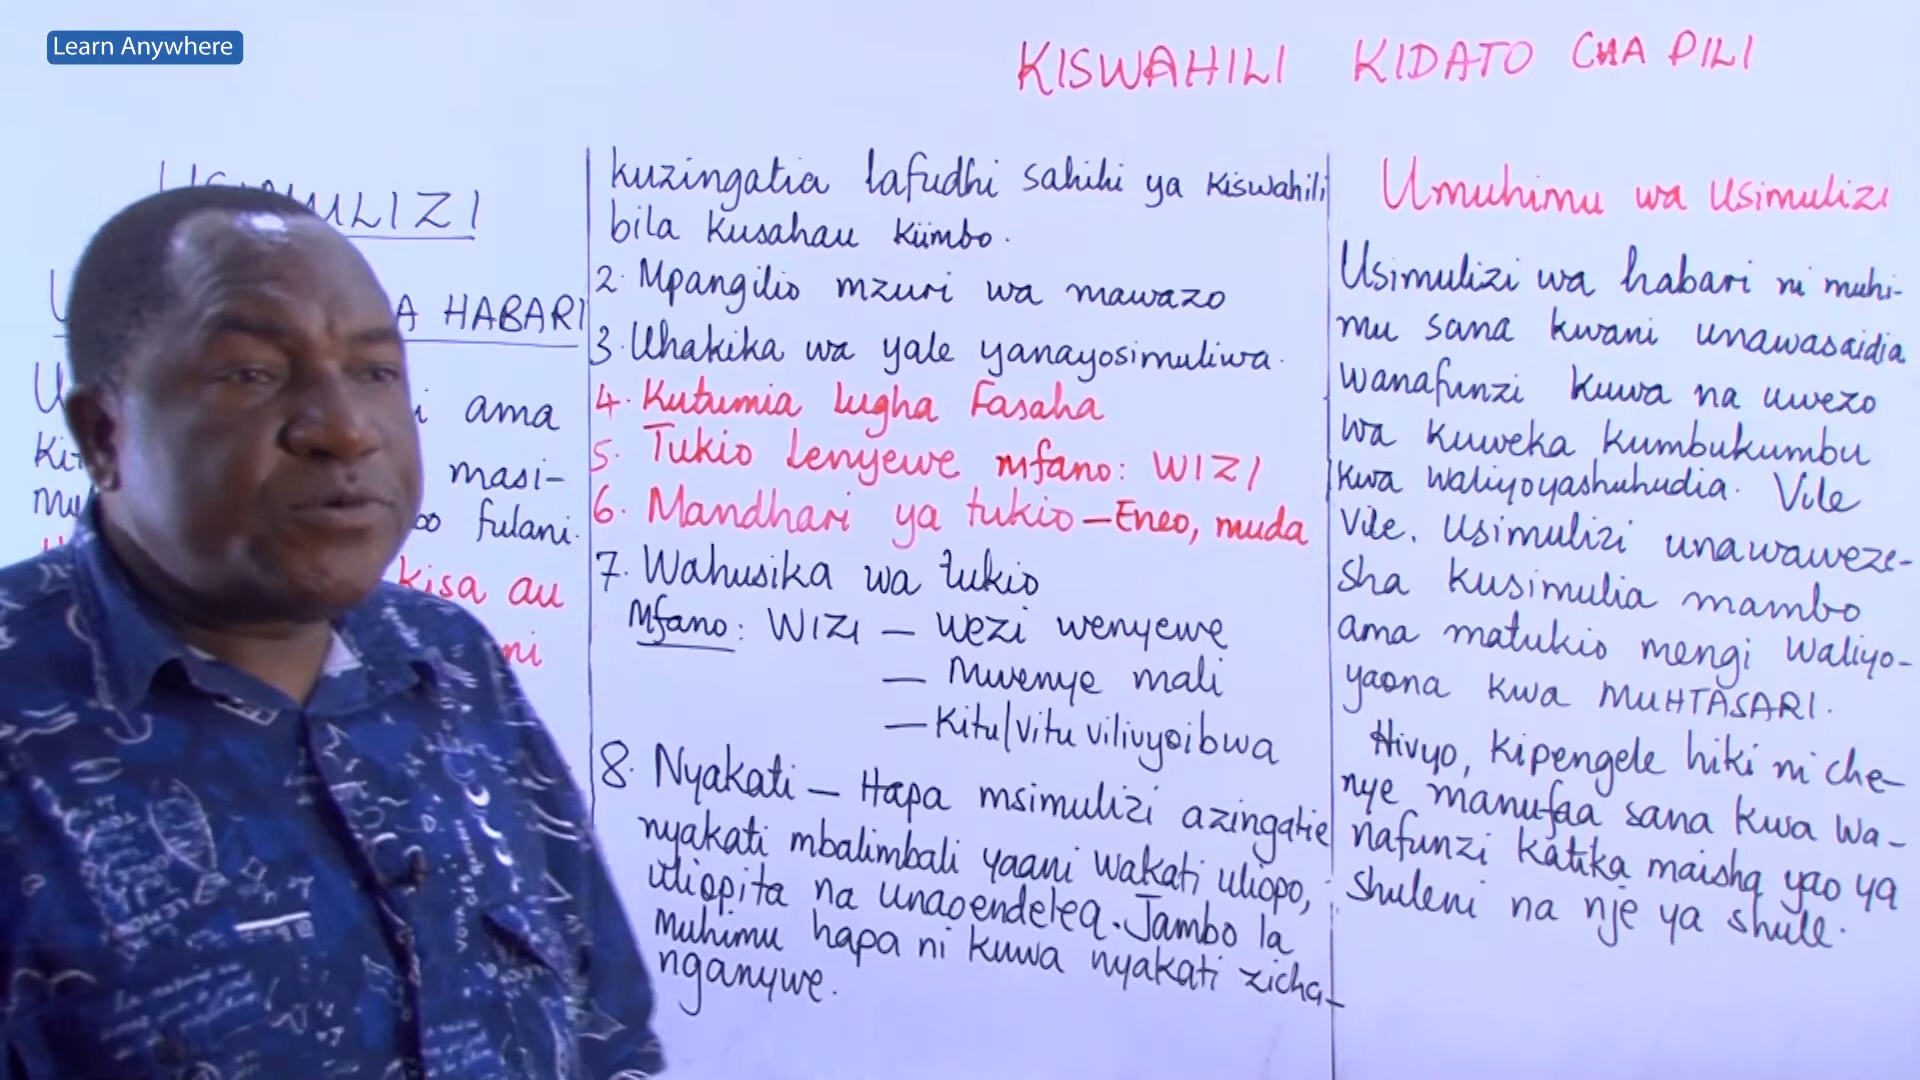 Learn Anywhere
KISWAHILI KIDATO CHA PILI
HABARI
ama
masi-
fulani.
kisa au
kuzingatia lafudhi sahihi ya Kiswahili
bila kusahau kiimbo.
2. Mpangilio mzuri wa mawazo
3. Uhakika wa yale yanayosimuliwa.
4. Kutumia lugha fasaha
5. Tukio lenyewe mfano: WIZI
6. Mandhari ya tukio – Eneo, muda
7. Wahusika wa tukio
Mfano: WIZI – wezi wenyewe
– Mwenye mali
– Kitu/vitu vilivyoibwa
8. Nyakati – Hapa msimulizi azingatie
nyakati mbalimbali yaani wakati uliopo,
uliopita na unaoendelea. Jambo la
muhimu hapa ni kuwa nyakati zicha-
nganywe.
Umuhimu wa Usimulizi
Usimulizi wa habari ni muhi-
mu sana kwani unawasaidia
wanafunzi kuwa na uwezo
wa kuweka kumbukumbu
kwa waliyoyashuhudia. Vile
Vile, usimulizi unawaweze-
sha kusimulia mambo
ama matukio mengi waliyo-
yaona kwa MUHTASARI.
Hivyo, kipengele hiki ni che-
nye manufaa sana kwa wa-
nafunzi katika maisha yao ya
shuleni na nje ya shule.